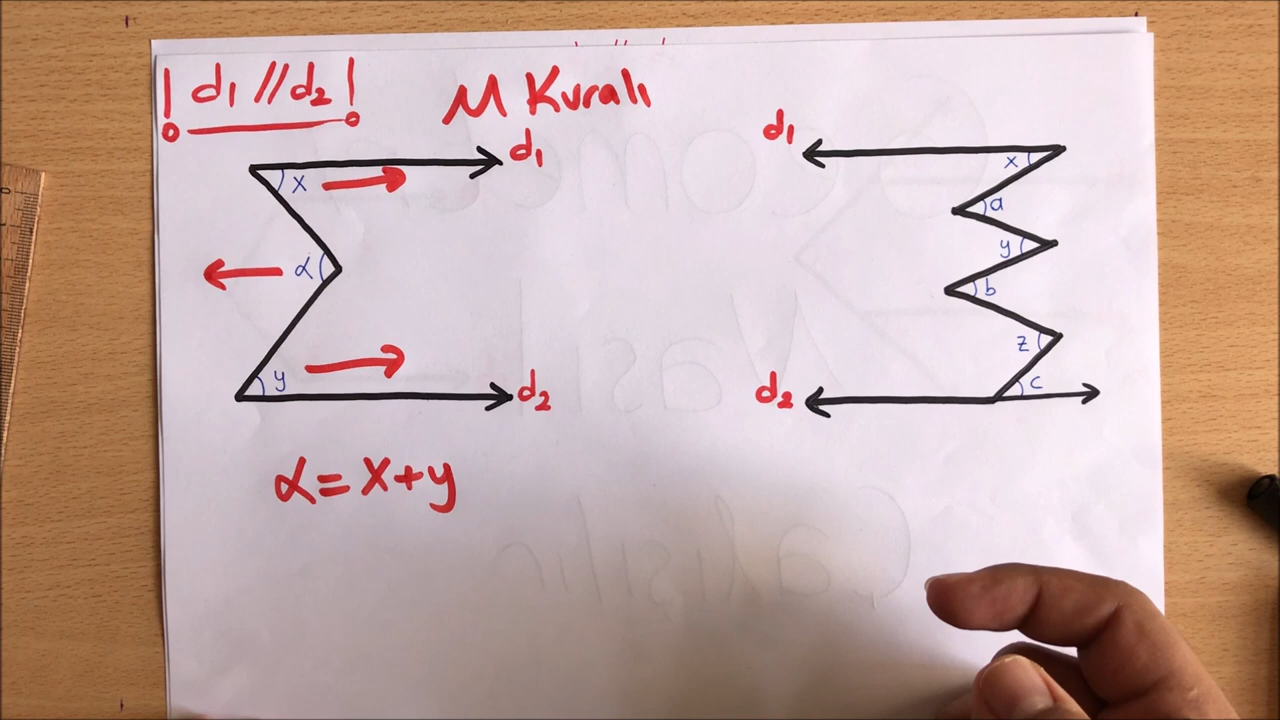 ! d1 // d2 !
M Kuralı
d1
x
α
y
d2
α = x + y
d1
x
a
y
b
z
c
d2